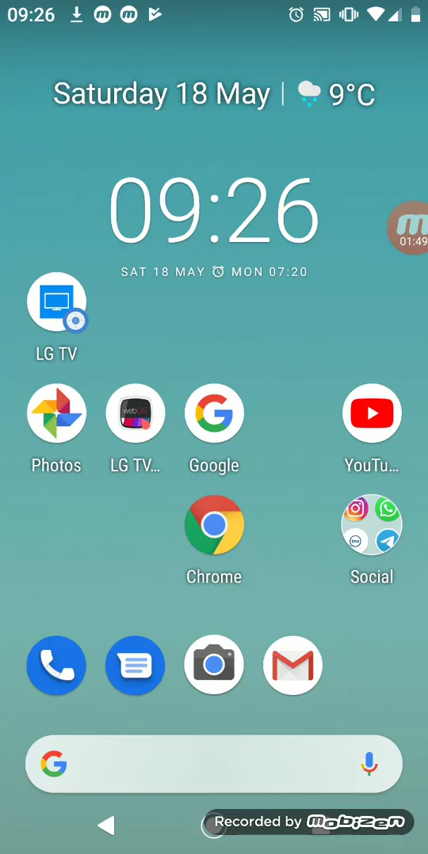 09:26
Saturday 18 May | 9°C
09:26
01:49
SAT 18 MAY MON 07:20
LG TV
Photos LG TV… Google YouTu…
Chrome Social
Recorded by mobizen